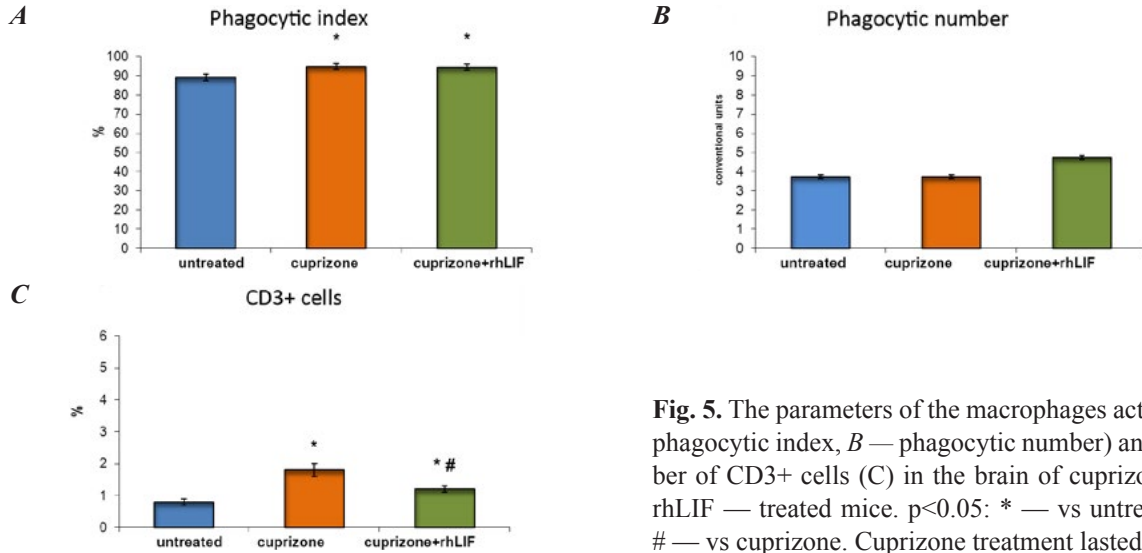 A
Phagocytic index
* *
100
90
80
70
60
50
40
30
20
10
0
%
untreated cuprizone cuprizone+rhLIF
B
Phagocytic number
10
9
8
7
6
5
4
3
2
1
0
conventional units
untreated cuprizone cuprizone+rhLIF
C
CD3+ cells
6
5
4
3
2
1
0
%
* * #
untreated cuprizone cuprizone+rhLIF
Fig. 5. The parameters of the macrophages act
phagocytic index, B — phagocytic number) an
ber of CD3+ cells (C) in the brain of cuprizo
rhLIF — treated mice. p<0.05: * — vs untre
# — vs cuprizone. Cuprizone treatment lasted